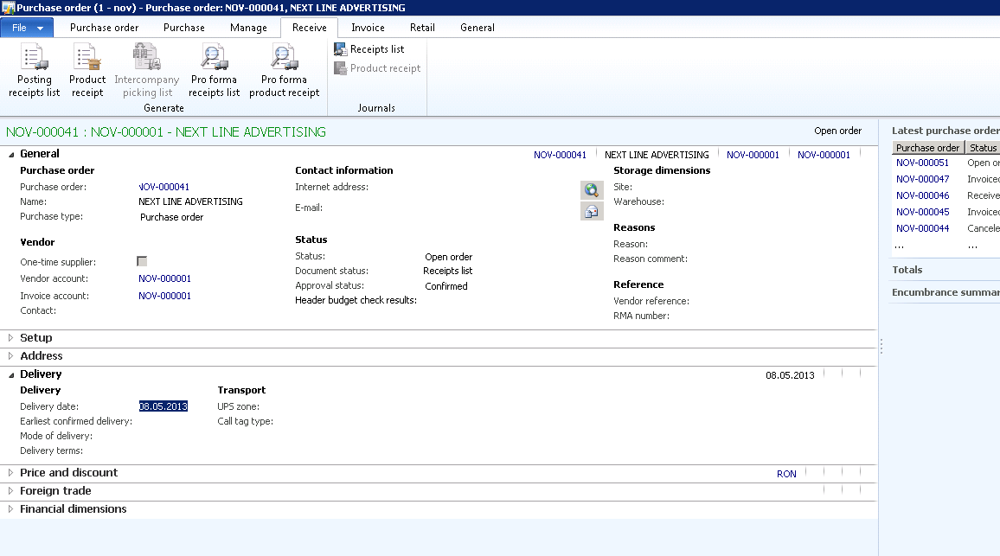 Purchase order (1 - nov) - Purchase order: NOV-000041, NEXT LINE ADVERTISING
File Purchase order Purchase Manage Receive Invoice Retail General
Posting receipts list
Product receipt
Intercompany picking list
Pro forma receipts list
Pro forma product receipt
Generate
Receipts list
Product receipt
Journals
NOV-000041 : NOV-000001 - NEXT LINE ADVERTISING
Open order
General NOV-000041 NEXT LINE ADVERTISING NOV-000001 NOV-000001
Purchase order
Purchase order: NOV-000041
Name: NEXT LINE ADVERTISING
Purchase type: Purchase order
Vendor
One-time supplier:
Vendor account: NOV-000001
Invoice account: NOV-000001
Contact:
Contact information
Internet address:
E-mail:
Status
Status: Open order
Document status: Receipts list
Approval status: Confirmed
Header budget check results:
Storage dimensions
Site:
Warehouse:
Reasons
Reason:
Reason comment:
Reference
Vendor reference:
RMA number:
Setup
Address
Delivery 08.05.2013
Delivery
Delivery date: 08.05.2013
Earliest confirmed delivery:
Mode of delivery:
Delivery terms:
Transport
UPS zone:
Call tag type:
Price and discount RON
Foreign trade
Financial dimensions
Latest purchase order
Purchase order Status
NOV-000051 Open o
NOV-000047 Invoice
NOV-000046 Receive
NOV-000045 Invoice
NOV-000044 Cancele
... ...
Totals
Encumbrance summar